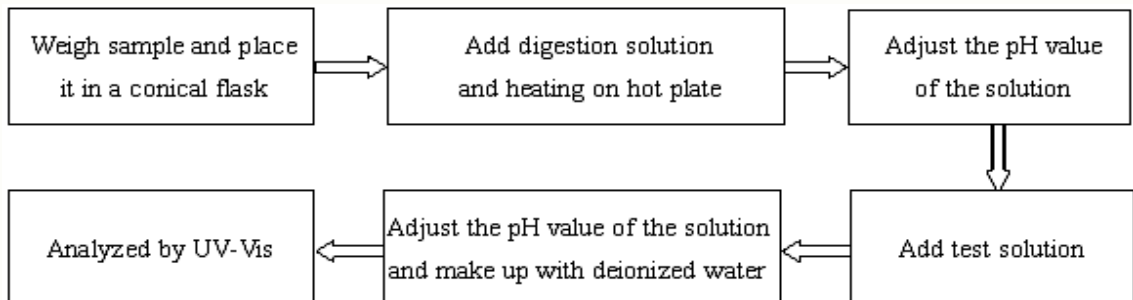 Weigh sample and place
it in a conical flask
Add digestion solution
and heating on hot plate
Adjust the pH value
of the solution
Add test solution
Adjust the pH value of the solution
and make up with deionized water
Analyzed by UV-Vis